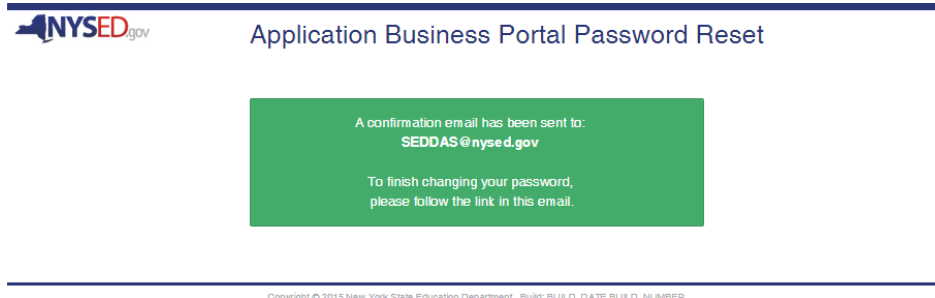 NYSED.gov
Application Business Portal Password Reset
A confirmation email has been sent to:
SEDDAS@nysed.gov
To finish changing your password,
please follow the link in this email.
Copyright © 2015 New York State Education Department Build: BUILD_DATE.BUILD_NUMBER